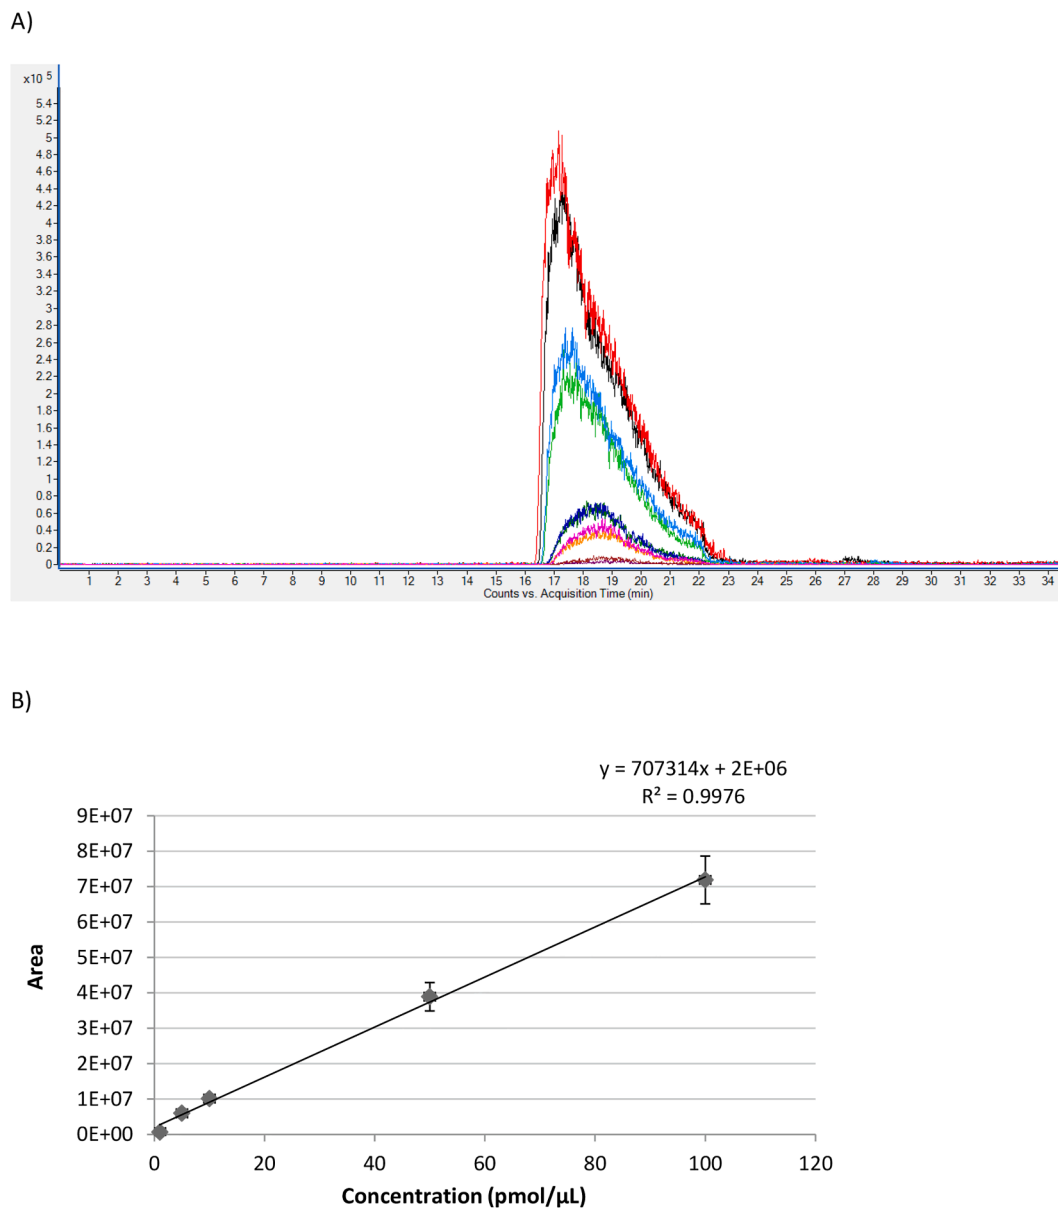 A)
x10 5
5.4
5.2
5
4.8
4.6
4.4
4.2
4
3.8
3.6
3.4
3.2
3
2.8
2.6
2.4
2.2
2
1.8
1.6
1.4
1.2
1
0.8
0.6
0.4
0.2
0
1 2 3 4 5 6 7 8 9 10 11 12 13 14 15 16 17 18 19 20 21 22 23 24 25 26 27 28 29 30 31 32 33 34
Counts vs. Acquisition Time (min)
B)
y = 707314x + 2E+06
R² = 0.9976
9E+07
8E+07
7E+07
6E+07
5E+07
4E+07
3E+07
2E+07
1E+07
0E+00
Area
0 20 40 60 80 100 120
Concentration (pmol/µL)